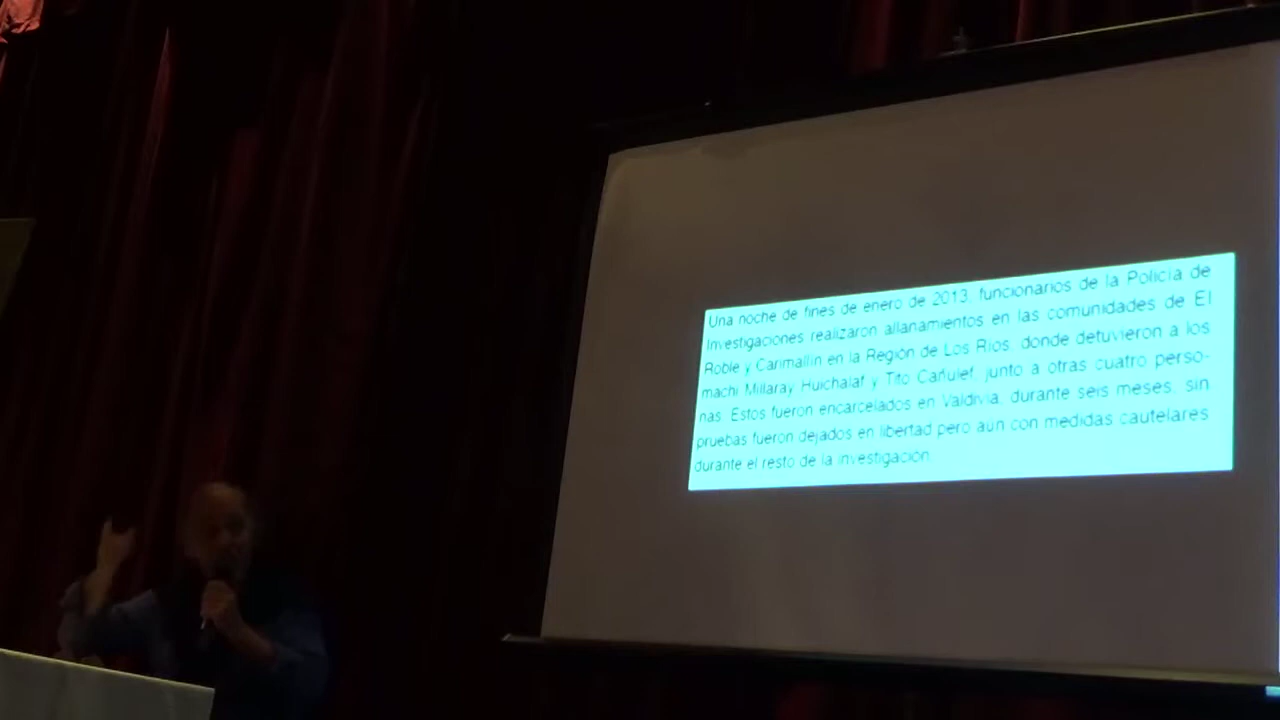 Una noche de fines de enero de 2013, funcionarios de la Policía de
Investigaciones realizaron allanamientos en las comunidades de El
Roble y Carimallin en la Región de Los Ríos, donde detuvieron a los
machi Millaray Huichalaf y Tito Cañulef, junto a otras cuatro perso-
nas. Estos fueron encarcelados en Valdivia, durante seis meses, sin
pruebas fueron dejados en libertad pero aun con medidas cautelares
durante el resto de la investigación.